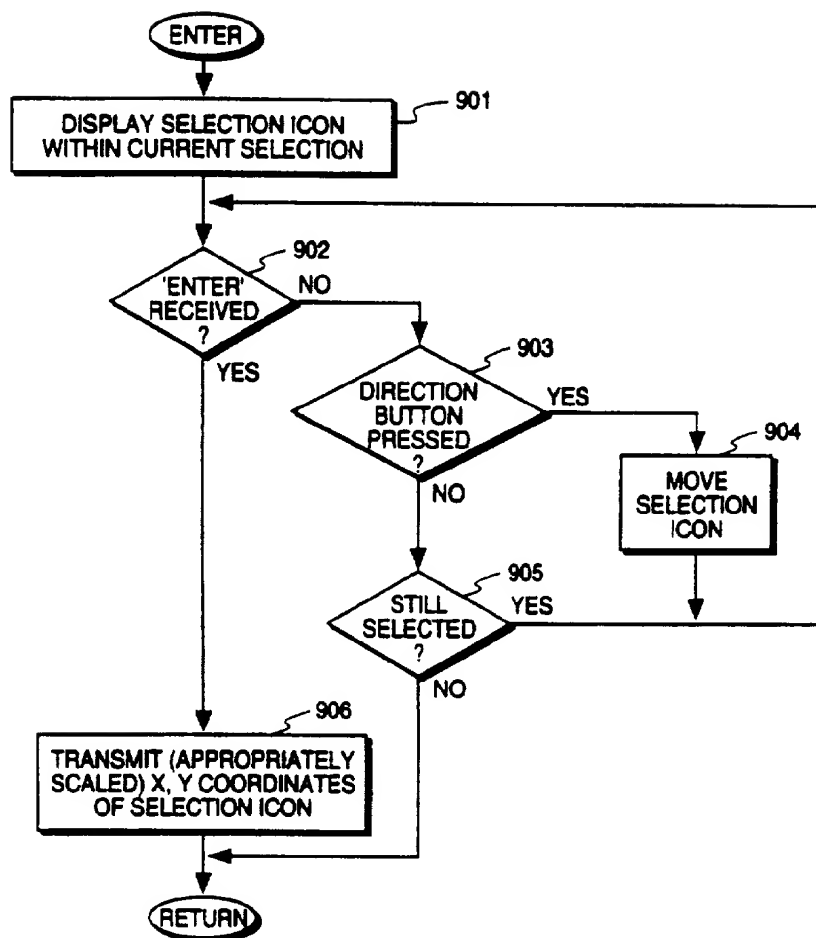 ENTER
901
DISPLAY SELECTION ICON
WITHIN CURRENT SELECTION
902
'ENTER'
RECEIVED
?
NO
YES
903
DIRECTION
BUTTON
PRESSED
?
YES
NO
904
MOVE
SELECTION
ICON
905
STILL
SELECTED
?
YES
NO
906
TRANSMIT (APPROPRIATELY
SCALED) X, Y COORDINATES
OF SELECTION ICON
RETURN